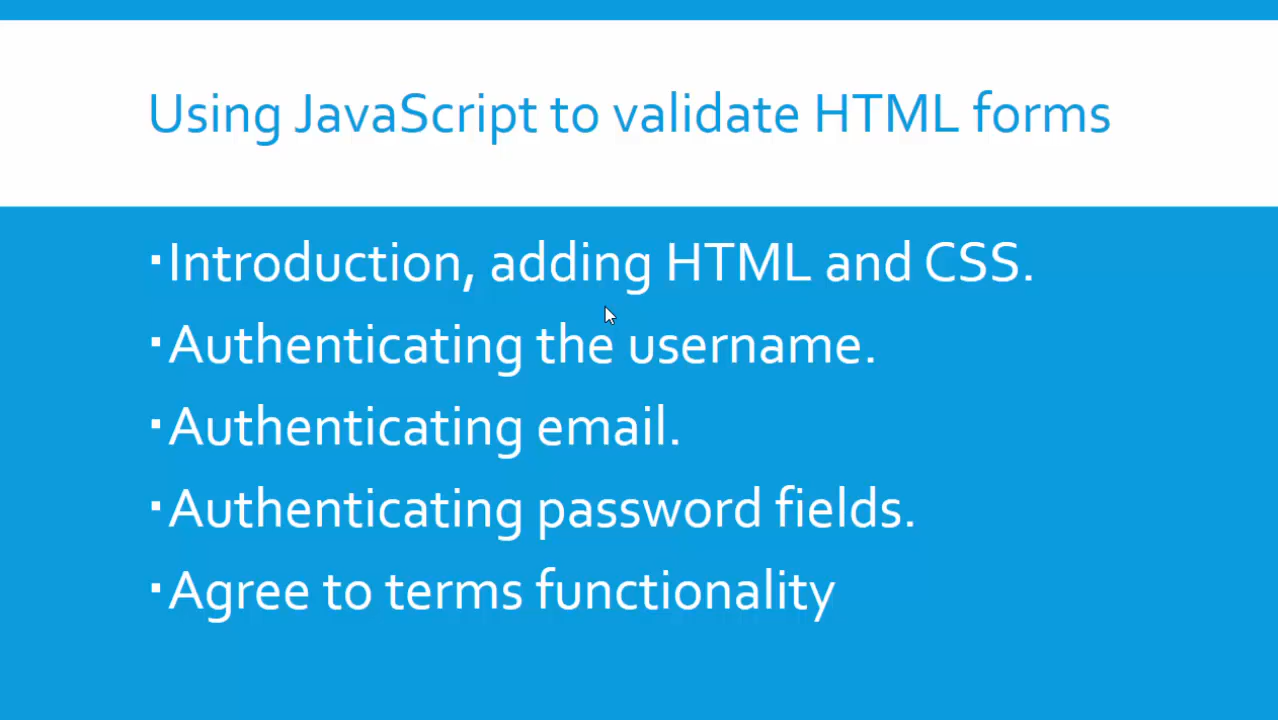 Using JavaScript to validate HTML forms
▪Introduction, adding HTML and CSS.
▪Authenticating the username.
▪Authenticating email.
▪Authenticating password fields.
▪Agree to terms functionality